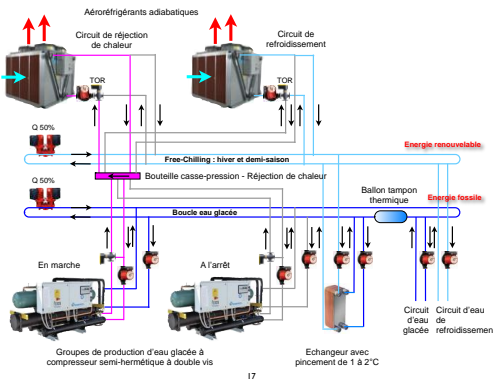 Aéroréfrigérants adiabatiques
Circuit de réjection
de chaleur
Circuit de
refroidissement
TOR
TOR
Q 50%
Energie renouvelable
Free-Chilling : hiver et demi-saison
Bouteille casse-pression - Réjection de chaleur
Q 50%
Ballon tampon
thermique
Energie fossile
Boucle eau glacée
En marche
A l'arrêt
Circuit
d'eau
glacée
Circuit d'eau
de
refroidissemen
Groupes de production d'eau glacée à
compresseur semi-hermétique à double vis
Echangeur avec
pincement de 1 à 2°C
17